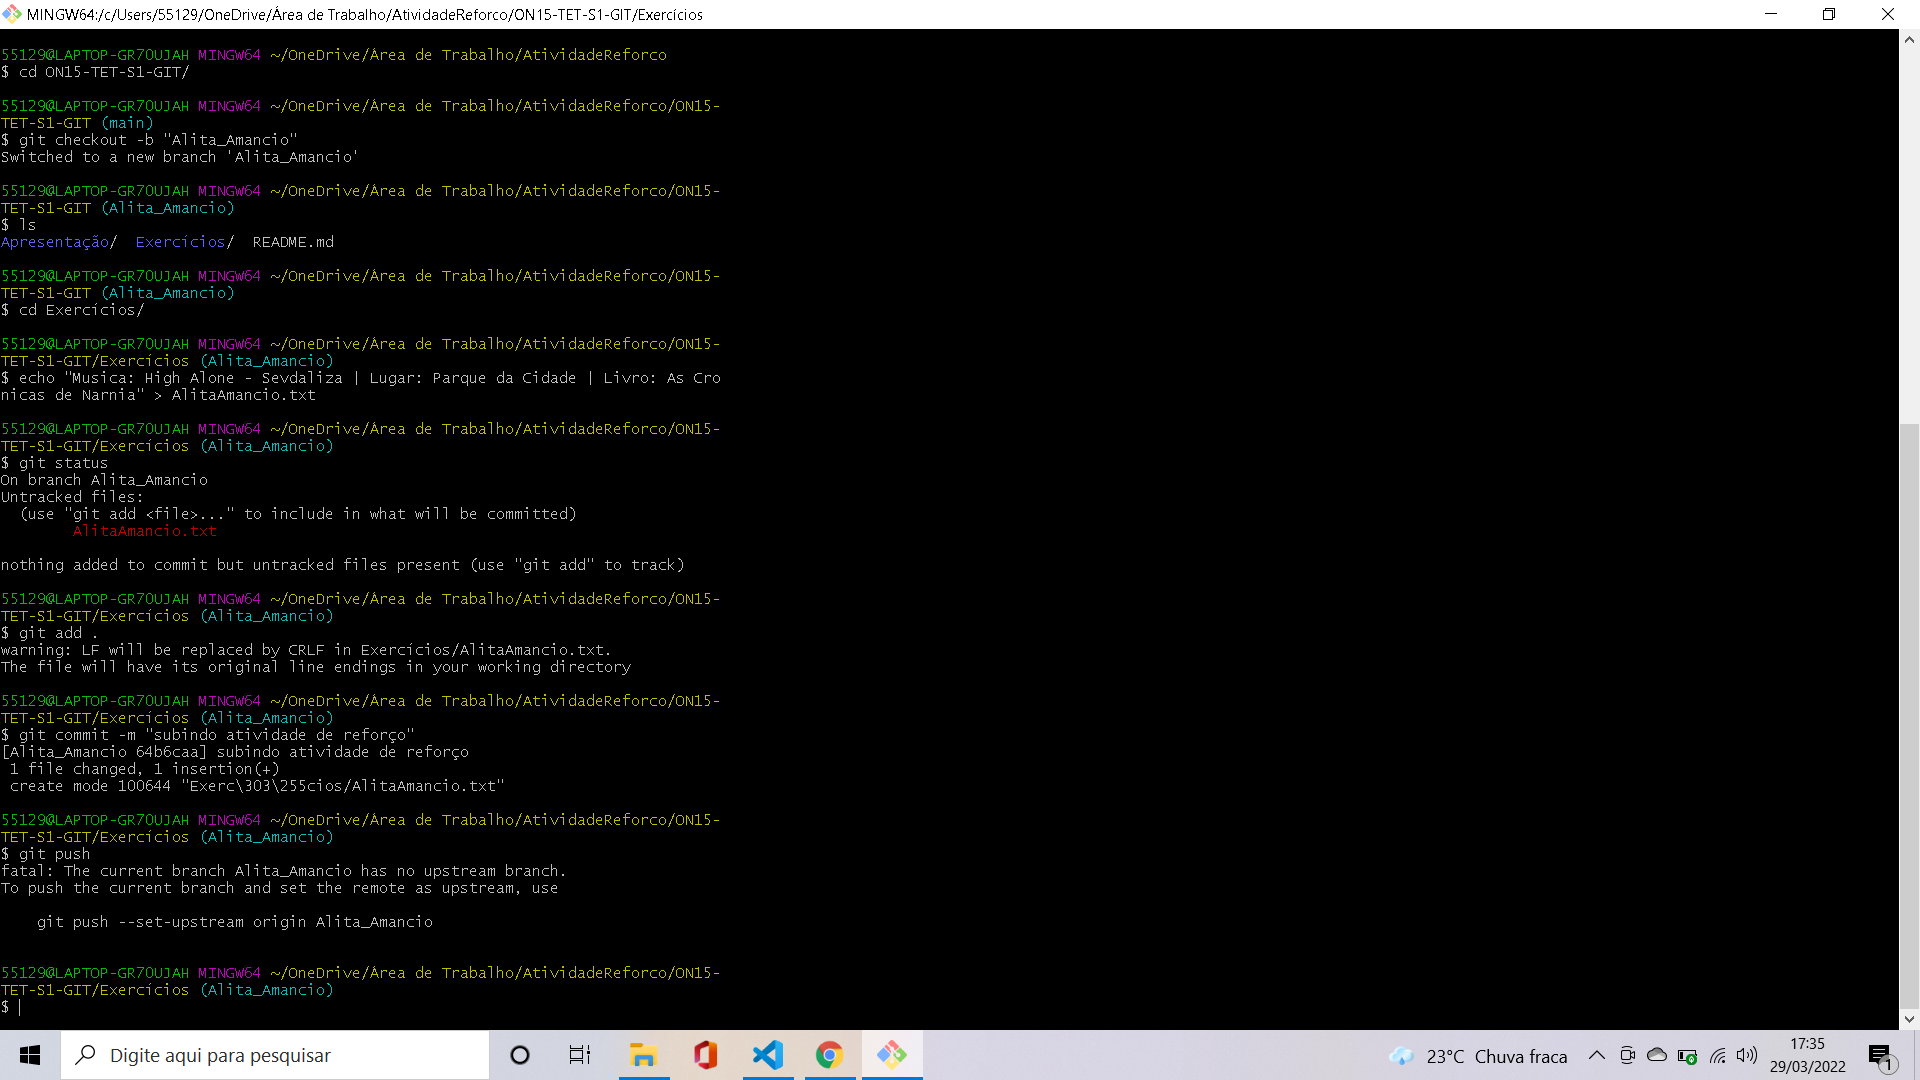 MINGW64:/c/Users/55129/OneDrive/Área de Trabalho/AtividadeReforco/ON15-TET-S1-GIT/Exercícios
55129@LAPTOP-GR7OUJAH MINGW64 ~/OneDrive/Área de Trabalho/AtividadeReforco
$ cd ON15-TET-S1-GIT/
55129@LAPTOP-GR7OUJAH MINGW64 ~/OneDrive/Área de Trabalho/AtividadeReforco/ON15-
TET-S1-GIT (main)
$ git checkout -b "Alita_Amancio"
Switched to a new branch 'Alita_Amancio'
55129@LAPTOP-GR7OUJAH MINGW64 ~/OneDrive/Área de Trabalho/AtividadeReforco/ON15-
TET-S1-GIT (Alita_Amancio)
$ ls
Apresentação/  Exercícios/  README.md
55129@LAPTOP-GR7OUJAH MINGW64 ~/OneDrive/Área de Trabalho/AtividadeReforco/ON15-
TET-S1-GIT (Alita_Amancio)
$ cd Exercícios/
55129@LAPTOP-GR7OUJAH MINGW64 ~/OneDrive/Área de Trabalho/AtividadeReforco/ON15-
TET-S1-GIT/Exercícios (Alita_Amancio)
$ echo "Musica: High Alone - Sevdaliza | Lugar: Parque da Cidade | Livro: As Cro
nicas de Narnia" > AlitaAmancio.txt
55129@LAPTOP-GR7OUJAH MINGW64 ~/OneDrive/Área de Trabalho/AtividadeReforco/ON15-
TET-S1-GIT/Exercícios (Alita_Amancio)
$ git status
On branch Alita_Amancio
Untracked files:
  (use "git add <file>..." to include in what will be committed)
        AlitaAmancio.txt
nothing added to commit but untracked files present (use "git add" to track)
55129@LAPTOP-GR7OUJAH MINGW64 ~/OneDrive/Área de Trabalho/AtividadeReforco/ON15-
TET-S1-GIT/Exercícios (Alita_Amancio)
$ git add .
warning: LF will be replaced by CRLF in Exercícios/AlitaAmancio.txt.
The file will have its original line endings in your working directory
55129@LAPTOP-GR7OUJAH MINGW64 ~/OneDrive/Área de Trabalho/AtividadeReforco/ON15-
TET-S1-GIT/Exercícios (Alita_Amancio)
$ git commit -m "subindo atividade de reforço"
[Alita_Amancio 64b6caa] subindo atividade de reforço
 1 file changed, 1 insertion(+)
 create mode 100644 "Exerc\303\255cios/AlitaAmancio.txt"
55129@LAPTOP-GR7OUJAH MINGW64 ~/OneDrive/Área de Trabalho/AtividadeReforco/ON15-
TET-S1-GIT/Exercícios (Alita_Amancio)
$ git push
fatal: The current branch Alita_Amancio has no upstream branch.
To push the current branch and set the remote as upstream, use
    git push --set-upstream origin Alita_Amancio
55129@LAPTOP-GR7OUJAH MINGW64 ~/OneDrive/Área de Trabalho/AtividadeReforco/ON15-
TET-S1-GIT/Exercícios (Alita_Amancio)
$
Digite aqui para pesquisar
23°C Chuva fraca
17:35
29/03/2022
1